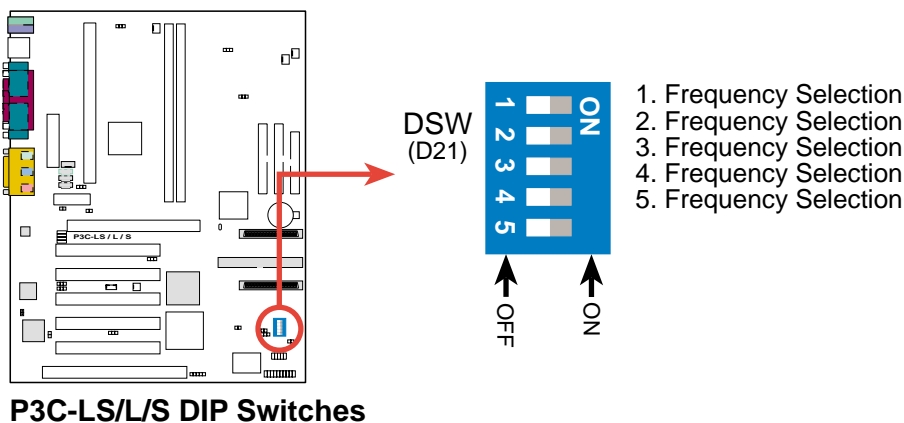 P3C-LS / L / S
DSW
(D21)
ON
1
2
3
4
5
OFF
ON
1. Frequency Selection
2. Frequency Selection
3. Frequency Selection
4. Frequency Selection
5. Frequency Selection
P3C-LS/L/S DIP Switches